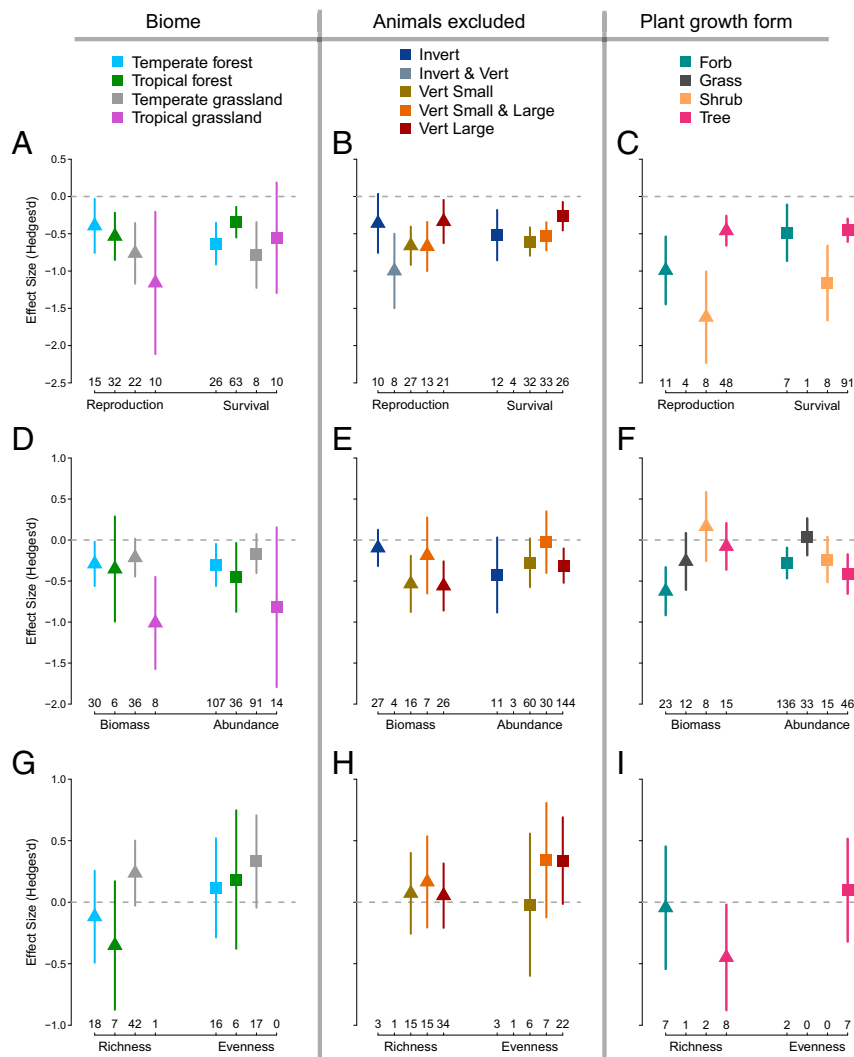 Biome
Animals excluded
Plant growth form
Temperate forest
Tropical forest
Temperate grassland
Tropical grassland
Invert
Invert & Vert
Vert Small
Vert Small & Large
Vert Large
Forb
Grass
Shrub
Tree
A
B
C
Effect Size (Hedges'd)
0.5
0.0
−0.5
−1.0
−1.5
−2.0
−2.5
15 32 22 10 26 63 8 10
Reproduction Survival
10 8 27 13 21 12 4 32 33 26
Reproduction Survival
11 4 8 48 7 1 8 91
Reproduction Survival
D
E
F
Effect Size (Hedges'd)
1.0
0.5
0.0
−0.5
−1.0
−1.5
−2.0
30 6 36 8 107 36 91 14
Biomass Abundance
27 4 16 7 26 11 3 60 30 144
Biomass Abundance
23 12 8 15 136 33 15 46
Biomass Abundance
G
H
I
Effect Size (Hedges'd)
1.0
0.5
0.0
−0.5
−1.0
18 7 42 1 16 6 17 0
Richness Evenness
3 1 15 15 34 3 1 6 7 22
Richness Evenness
7 1 2 8 2 0 0 7
Richness Evenness